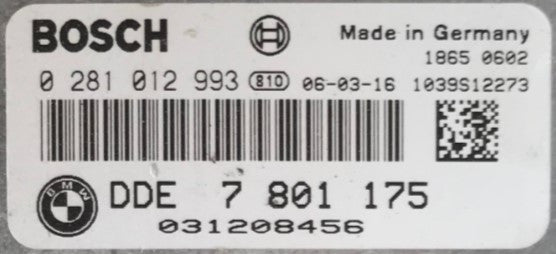 BOSCH Made in Germany
1865 0602
0 281 012 993 810 06-03-16 1039S12273
BMW DDE 7 801 175
031208456